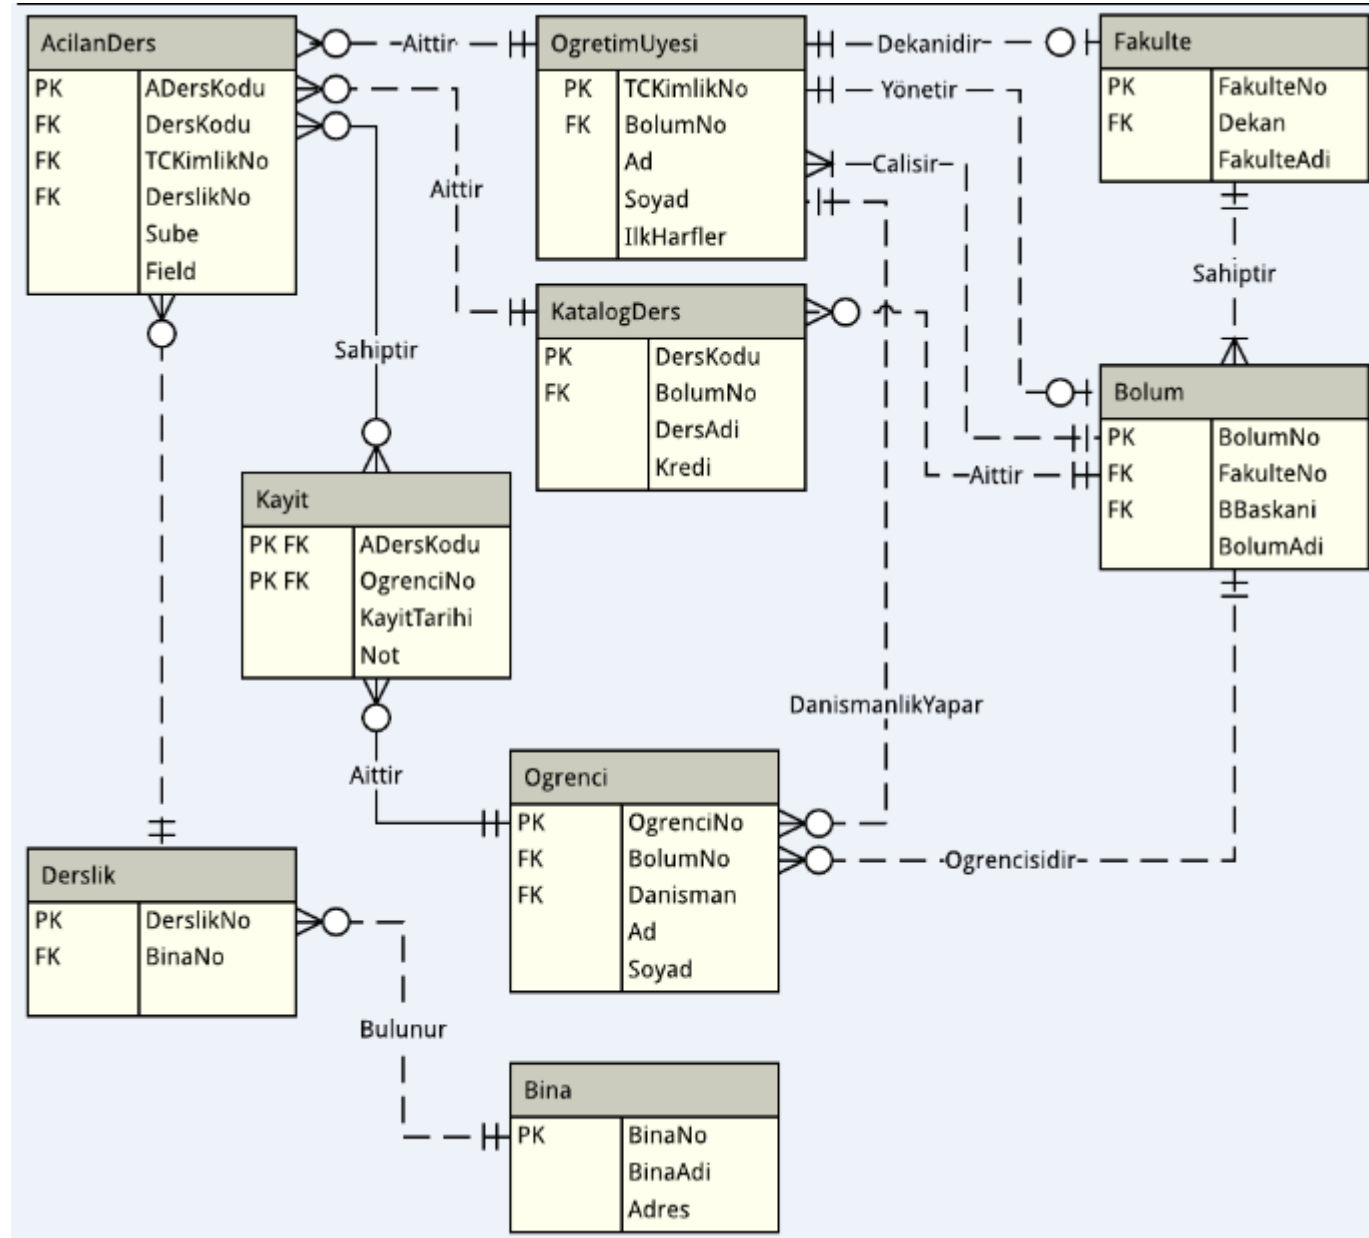 AcilanDers
PK ADersKodu
FK DersKodu
FK TCKimlikNo
FK DerslikNo
Sube
Field
Aittir
OgretimUyesi
PK TCKimlikNo
FK BolumNo
Ad
Soyad
IlkHarfler
Dekanidir
Yönetir
Calisir
Fakulte
PK FakulteNo
FK Dekan
FakulteAdi
Aittir
Sahiptir
KatalogDers
PK DersKodu
FK BolumNo
DersAdi
Kredi
Sahiptir
Bolum
PK BolumNo
FK FakulteNo
FK BBaskani
BolumAdi
Aittir
Kayit
PK FK ADersKodu
PK FK OgrenciNo
KayitTarihi
Not
DanismanlikYapar
Aittir
Ogrenci
PK OgrenciNo
FK BolumNo
FK Danisman
Ad
Soyad
Ogrencisidir
Derslik
PK DerslikNo
FK BinaNo
Bulunur
Bina
PK BinaNo
BinaAdi
Adres